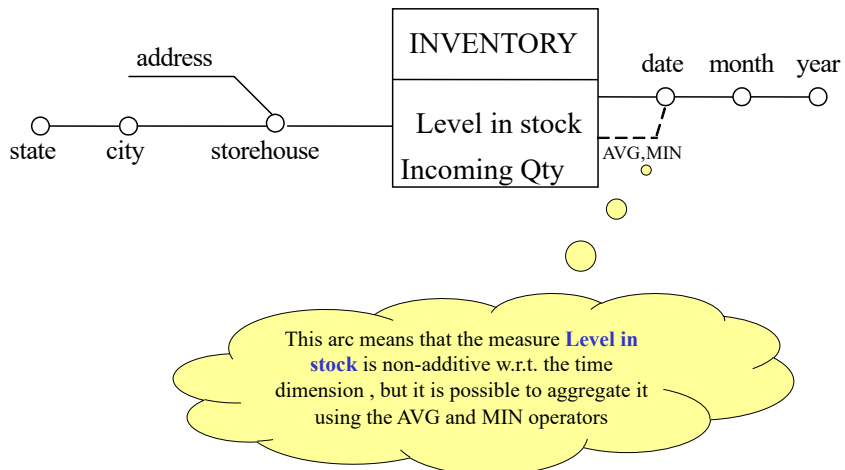 INVENTORY
address
date month year
Level in stock
state city storehouse
AVG,MIN
Incoming Qty
This arc means that the measure Level in
stock is non-additive w.r.t. the time
dimension , but it is possible to aggregate it
using the AVG and MIN operators